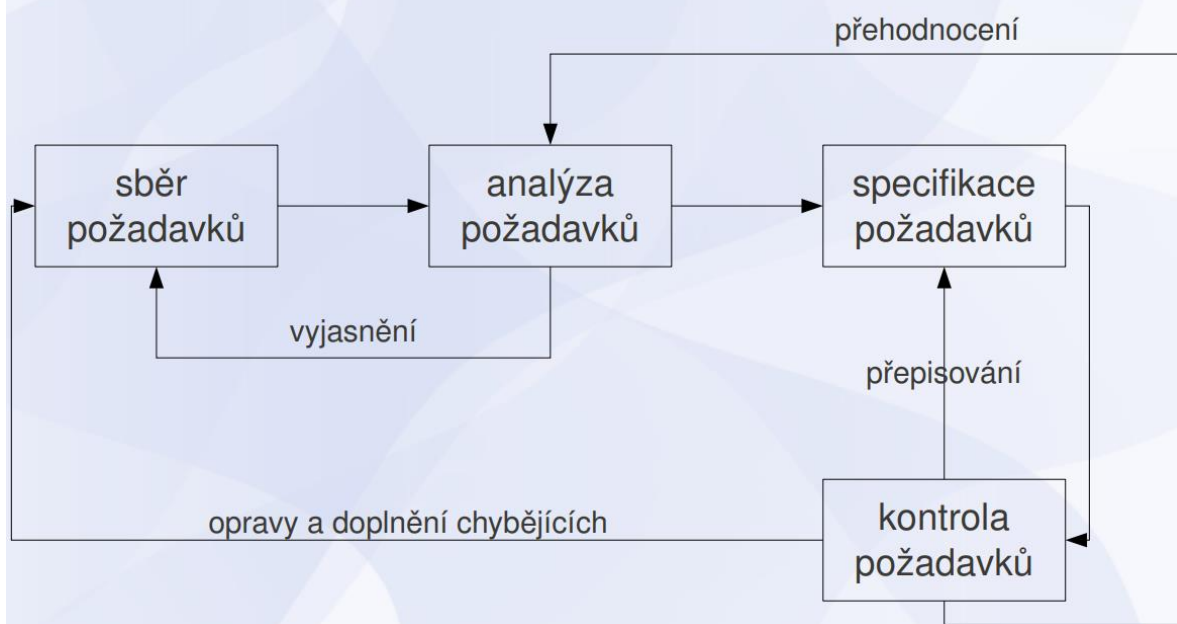 přehodnocení
sběr
požadavků
analýza
požadavků
specifikace
požadavků
vyjasnění
přepisování
opravy a doplnění chybějících
kontrola
požadavků